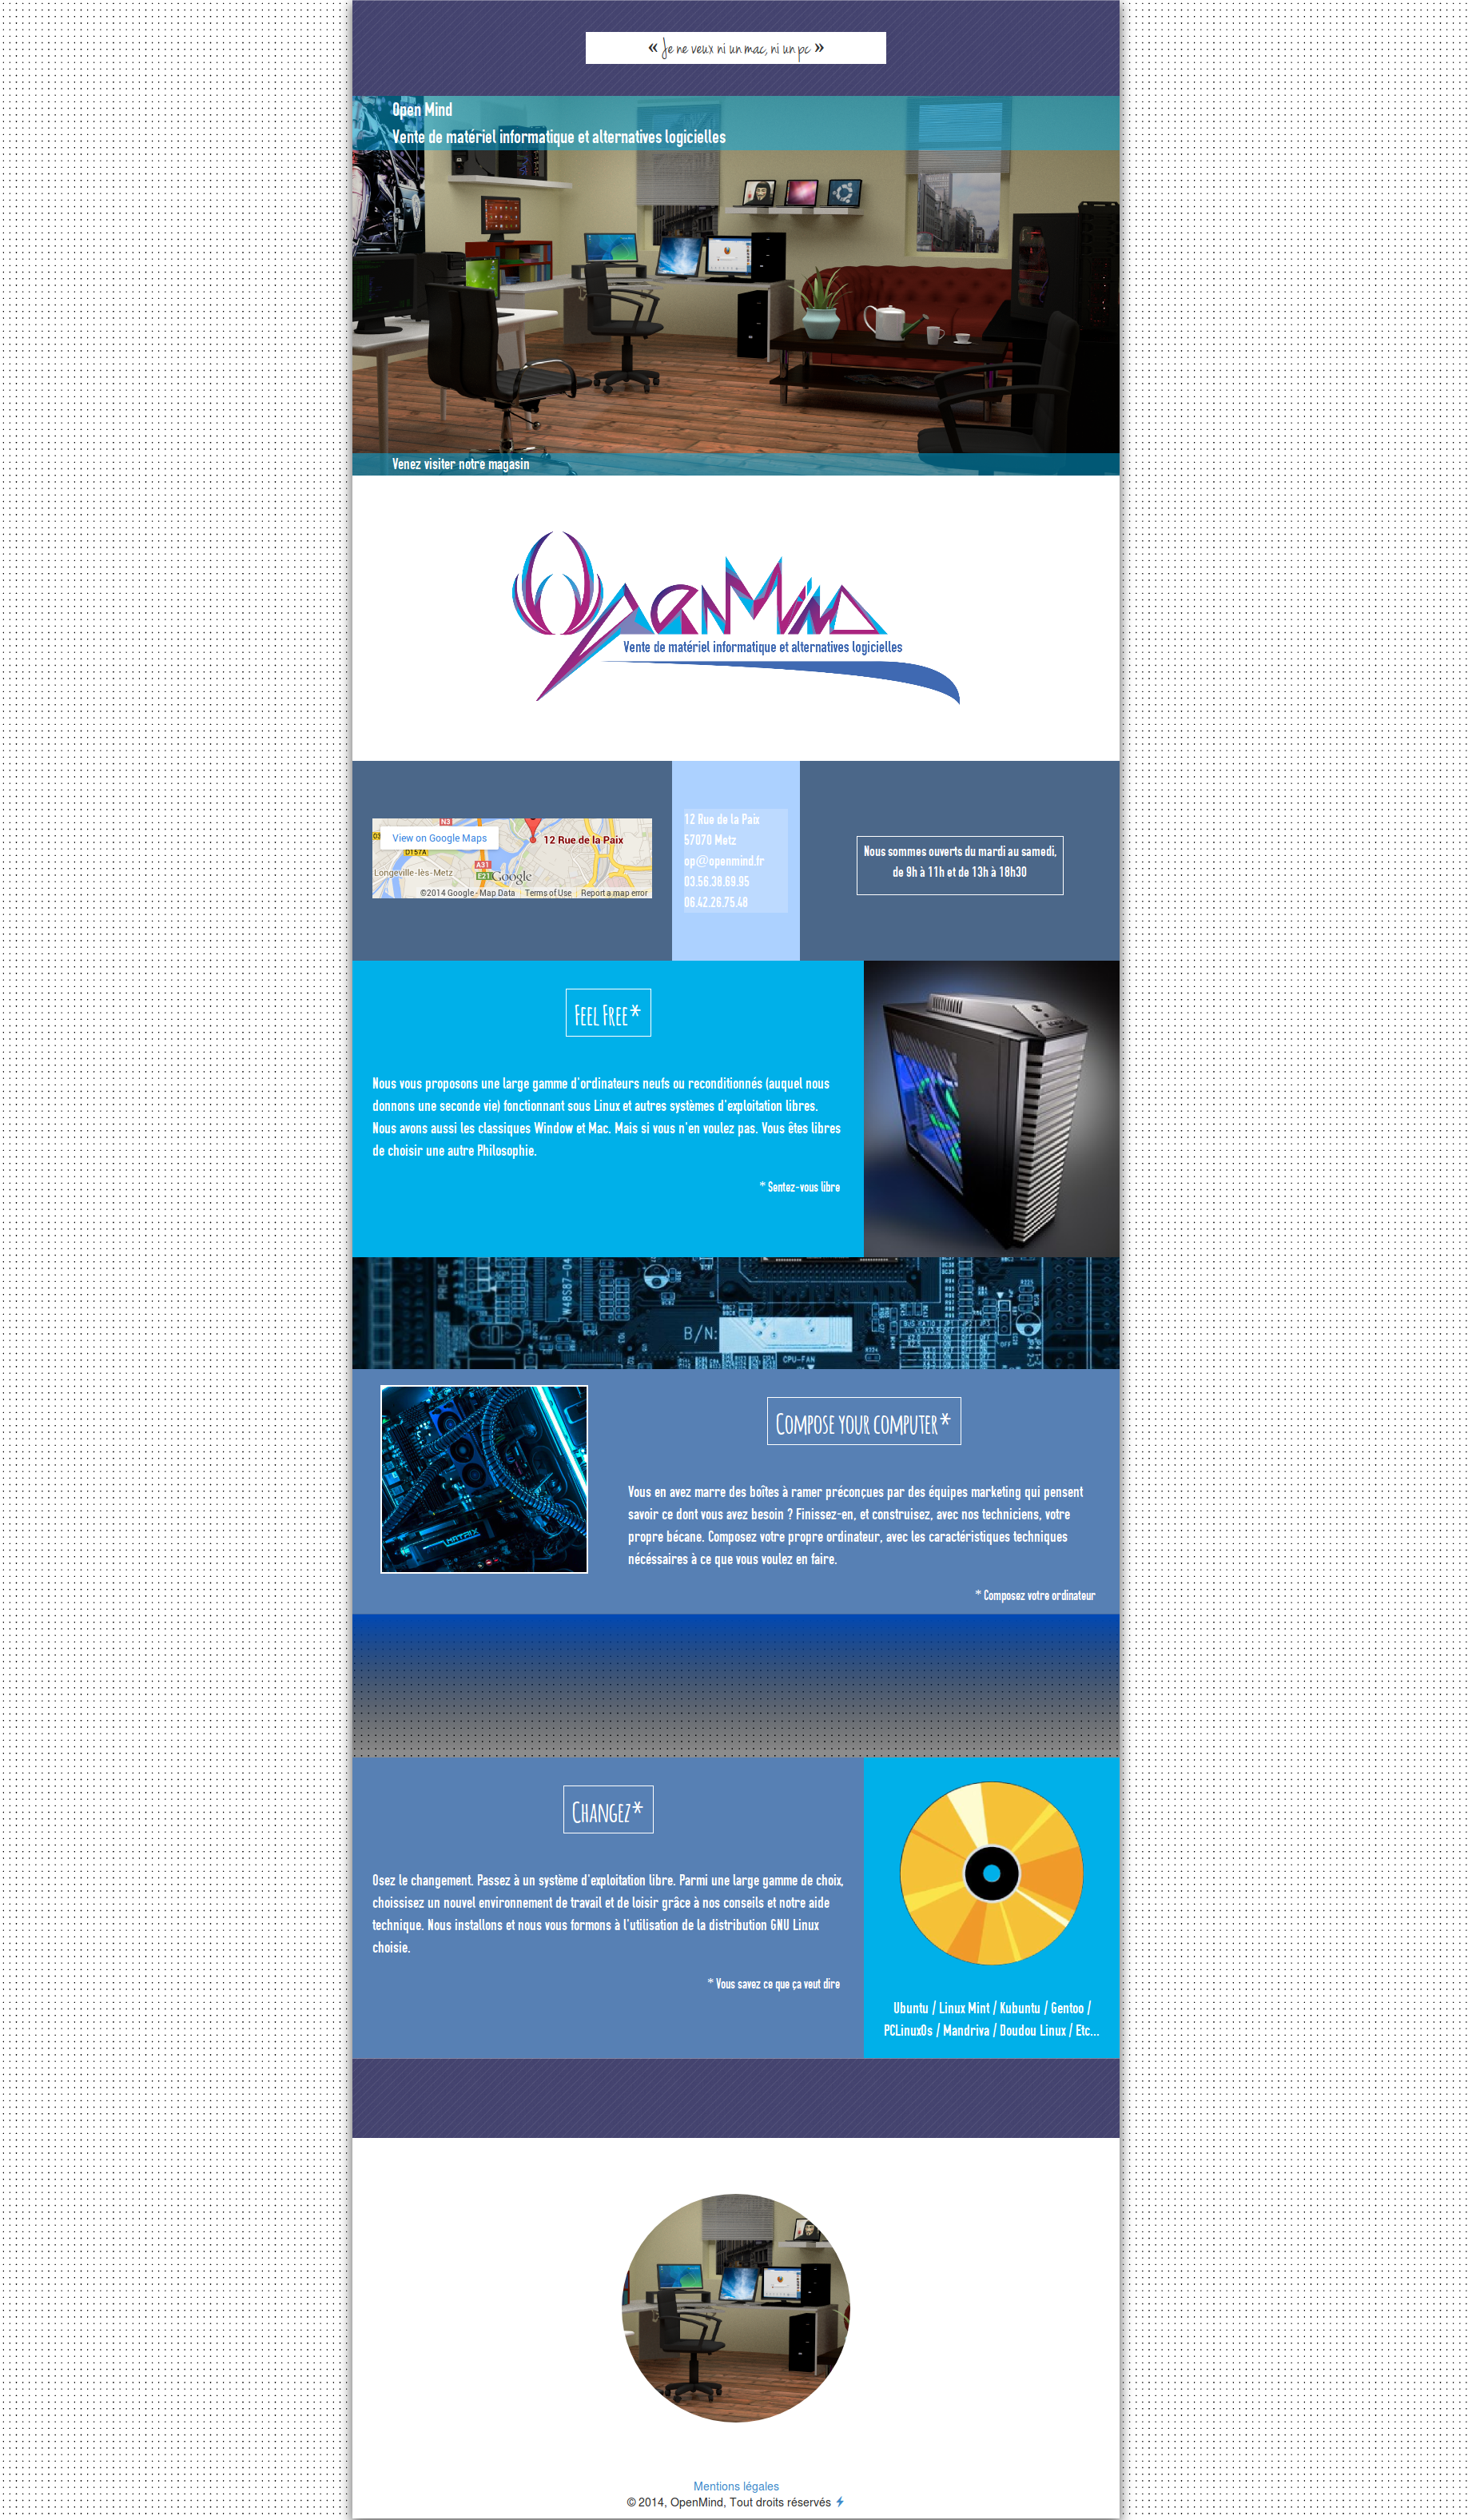 « Je ne veux ni un mac, ni un pc »
Open Mind
Vente de matériel informatique et alternatives logicielles
Venez visiter notre magasin
OpenMind
Vente de matériel informatique et alternatives logicielles
View on Google Maps
N3
D157A
12 Rue de la Paix
A31
E21
Longeville-lès-Metz
Google
©2014 Google - Map Data
Terms of Use
Report a map error
12 Rue de la Paix
57070 Metz
op@openmind.fr
03.56.38.69.95
06.42.26.75.48
Nous sommes ouverts du mardi au samedi,
de 9h à 11h et de 13h à 18h30
Feel Free*
Nous vous proposons une large gamme d'ordinateurs neufs ou reconditionnés (auquel nous
donnons une seconde vie) fonctionnant sous Linux et autres systèmes d'exploitation libres.
Nous avons aussi les classiques Window et Mac. Mais si vous n'en voulez pas. Vous êtes libres
de choisir une autre Philosophie.
* Sentez-vous libre
PRI-DE
W48S87-04
B/N:
CPU-FAN
Compose your computer*
MATRIX
Vous en avez marre des boîtes à ramer préconçues par des équipes marketing qui pensent
savoir ce dont vous avez besoin ? Finissez-en, et construisez, avec nos techniciens, votre
propre bécane. Composez votre propre ordinateur, avec les caractéristiques techniques
nécéssaires à ce que vous voulez en faire.
* Composez votre ordinateur
Changez*
Osez le changement. Passez à un système d'exploitation libre. Parmi une large gamme de choix,
choissisez un nouvel environnement de travail et de loisir grâce à nos conseils et notre aide
technique. Nous installons et nous vous formons à l'utilisation de la distribution GNU Linux
choisie.
* Vous savez ce que ça veut dire
Ubuntu / Linux Mint / Kubuntu / Gentoo /
PCLinuxOs / Mandriva / Doudou Linux / Etc...
Mentions légales
© 2014, OpenMind, Tout droits réservés